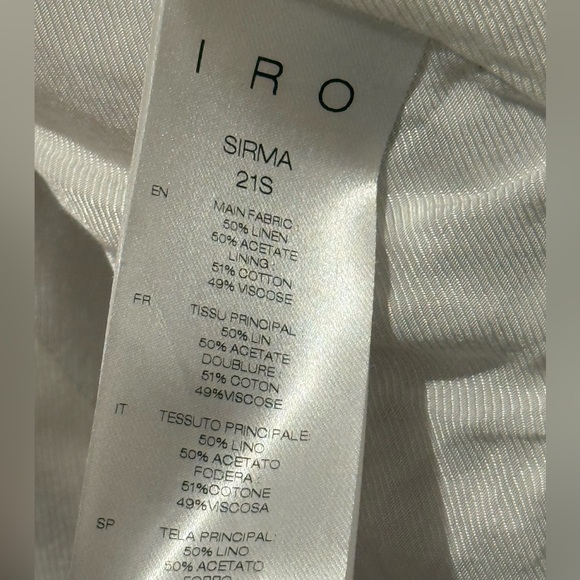 IRO
SIRMA
21S
EN
MAIN FABRIC :
50% LINEN
50% ACETATE
LINING :
51% COTTON
49% VISCOSE
FR
TISSU PRINCIPAL :
50% LIN
50% ACETATE
DOUBLURE :
51% COTON
49%VISCOSE
IT
TESSUTO PRINCIPALE:
50% LINO
50% ACETATO
FODERA :
51%COTONE
49%VISCOSA
SP
TELA PRINCIPAL:
50% LINO
50% ACETATO